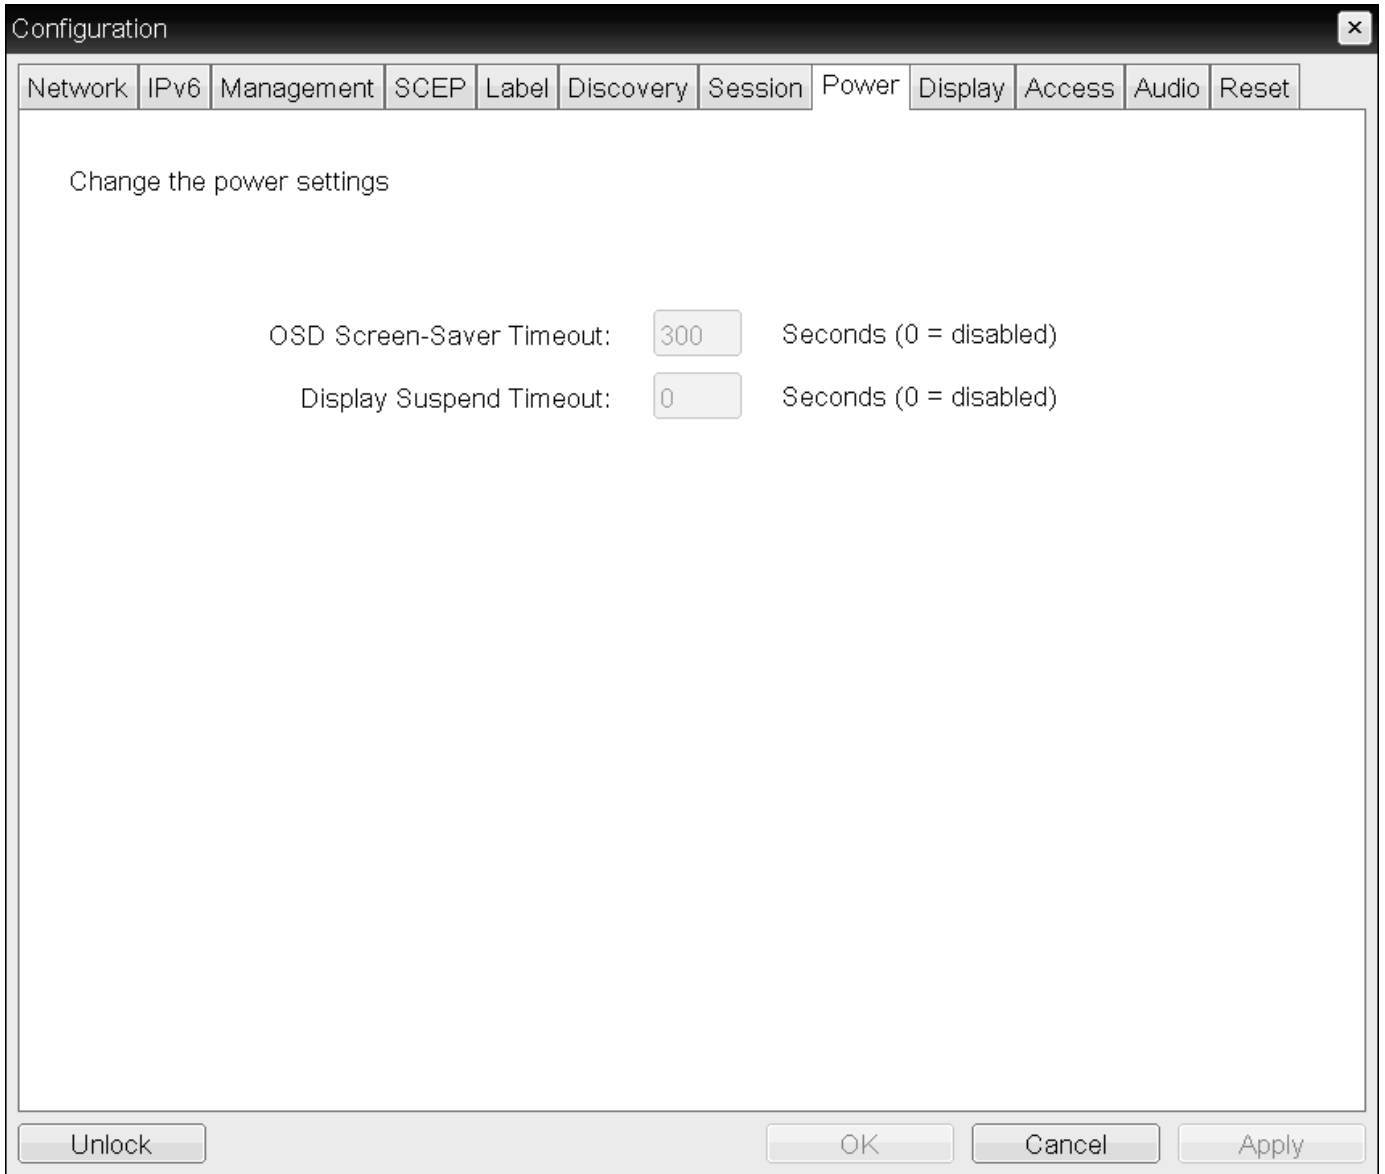 Configuration
Network IPv6 Management SCEP Label Discovery Session Power Display Access Audio Reset
Change the power settings
OSD Screen-Saver Timeout: 300 Seconds (0 = disabled)
Display Suspend Timeout: 0 Seconds (0 = disabled)
Unlock OK Cancel Apply